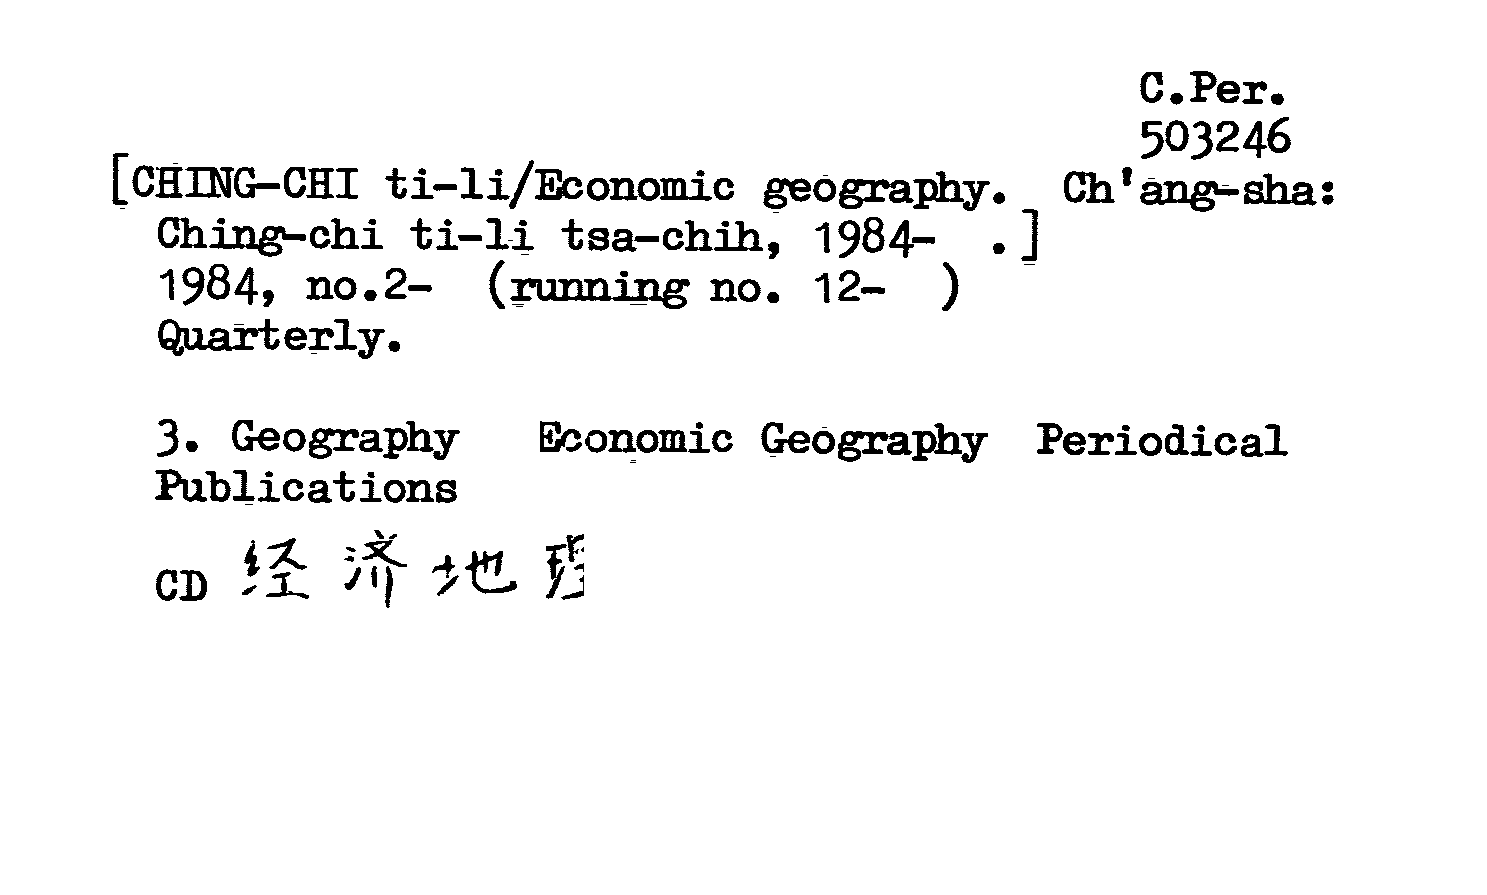 C.Per.
503246
[CHING-CHI ti-li/Economic geography. Ch'ang-sha:
Ching-chi ti-li tsa-chih, 1984- .]
1984, no.2- (running no. 12- )
Quarterly.
3. Geography Economic Geography Periodical
Publications
CD 经济地理